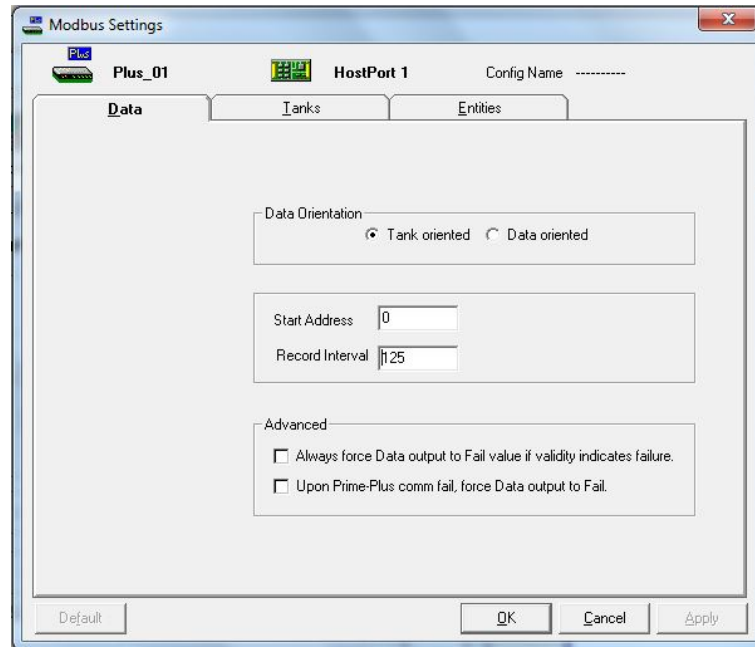 Modbus Settings
Plus
Plus_01
HostPort 1
Config Name ----------
Data
Tanks
Entities
Data Orientation
Tank oriented
Data oriented
Start Address
0
Record Interval
125
Advanced
Always force Data output to Fail value if validity indicates failure.
Upon Prime-Plus comm fail, force Data output to Fail.
Default
OK
Cancel
Apply